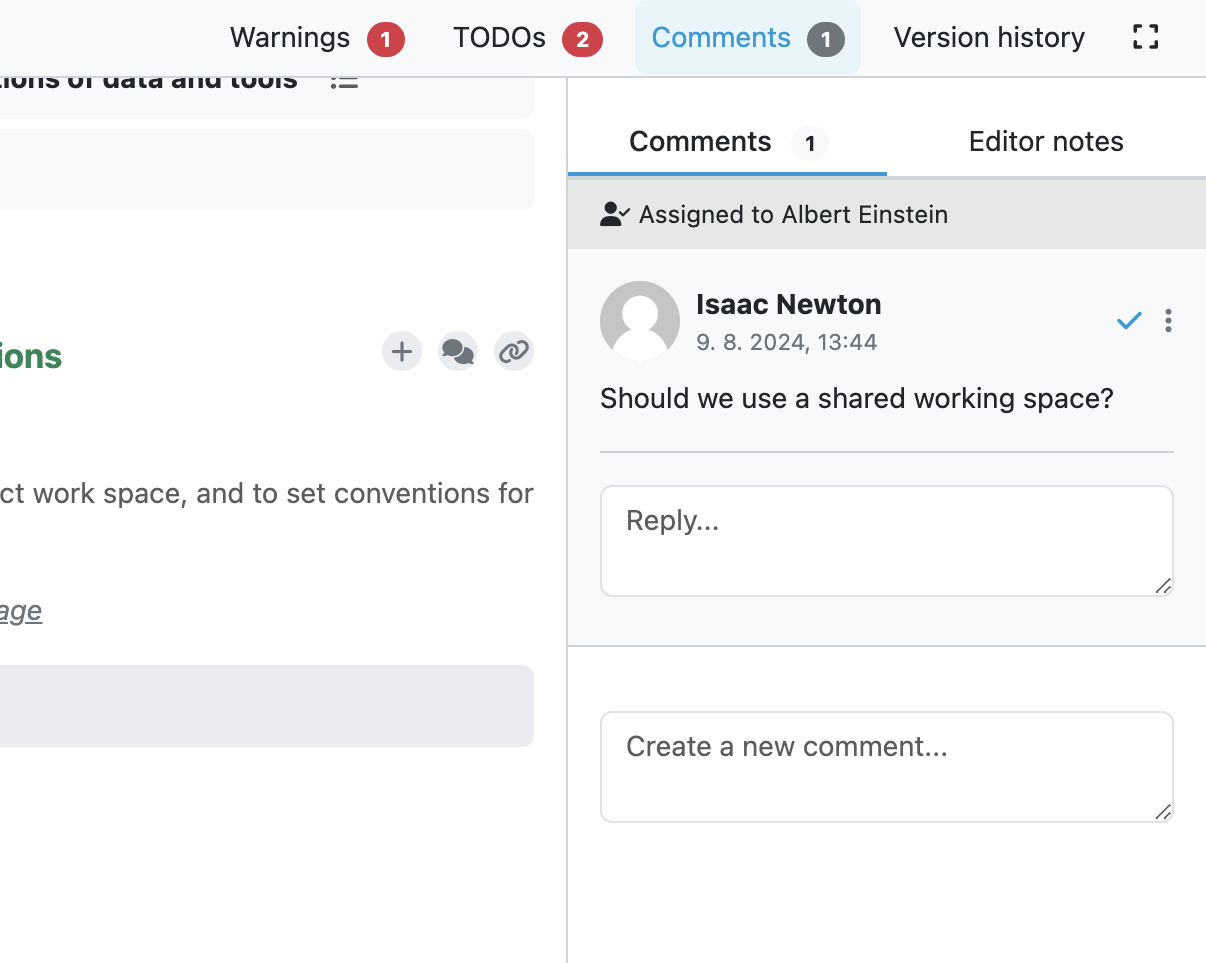 Warnings 1 TODOs 2 Comments 1 Version history
of data and tools
Comments 1 Editor notes
Assigned to Albert Einstein
Isaac Newton
9. 8. 2024, 13:44
Should we use a shared working space?
Reply...
Create a new comment...
ions
ct work space, and to set conventions for
age